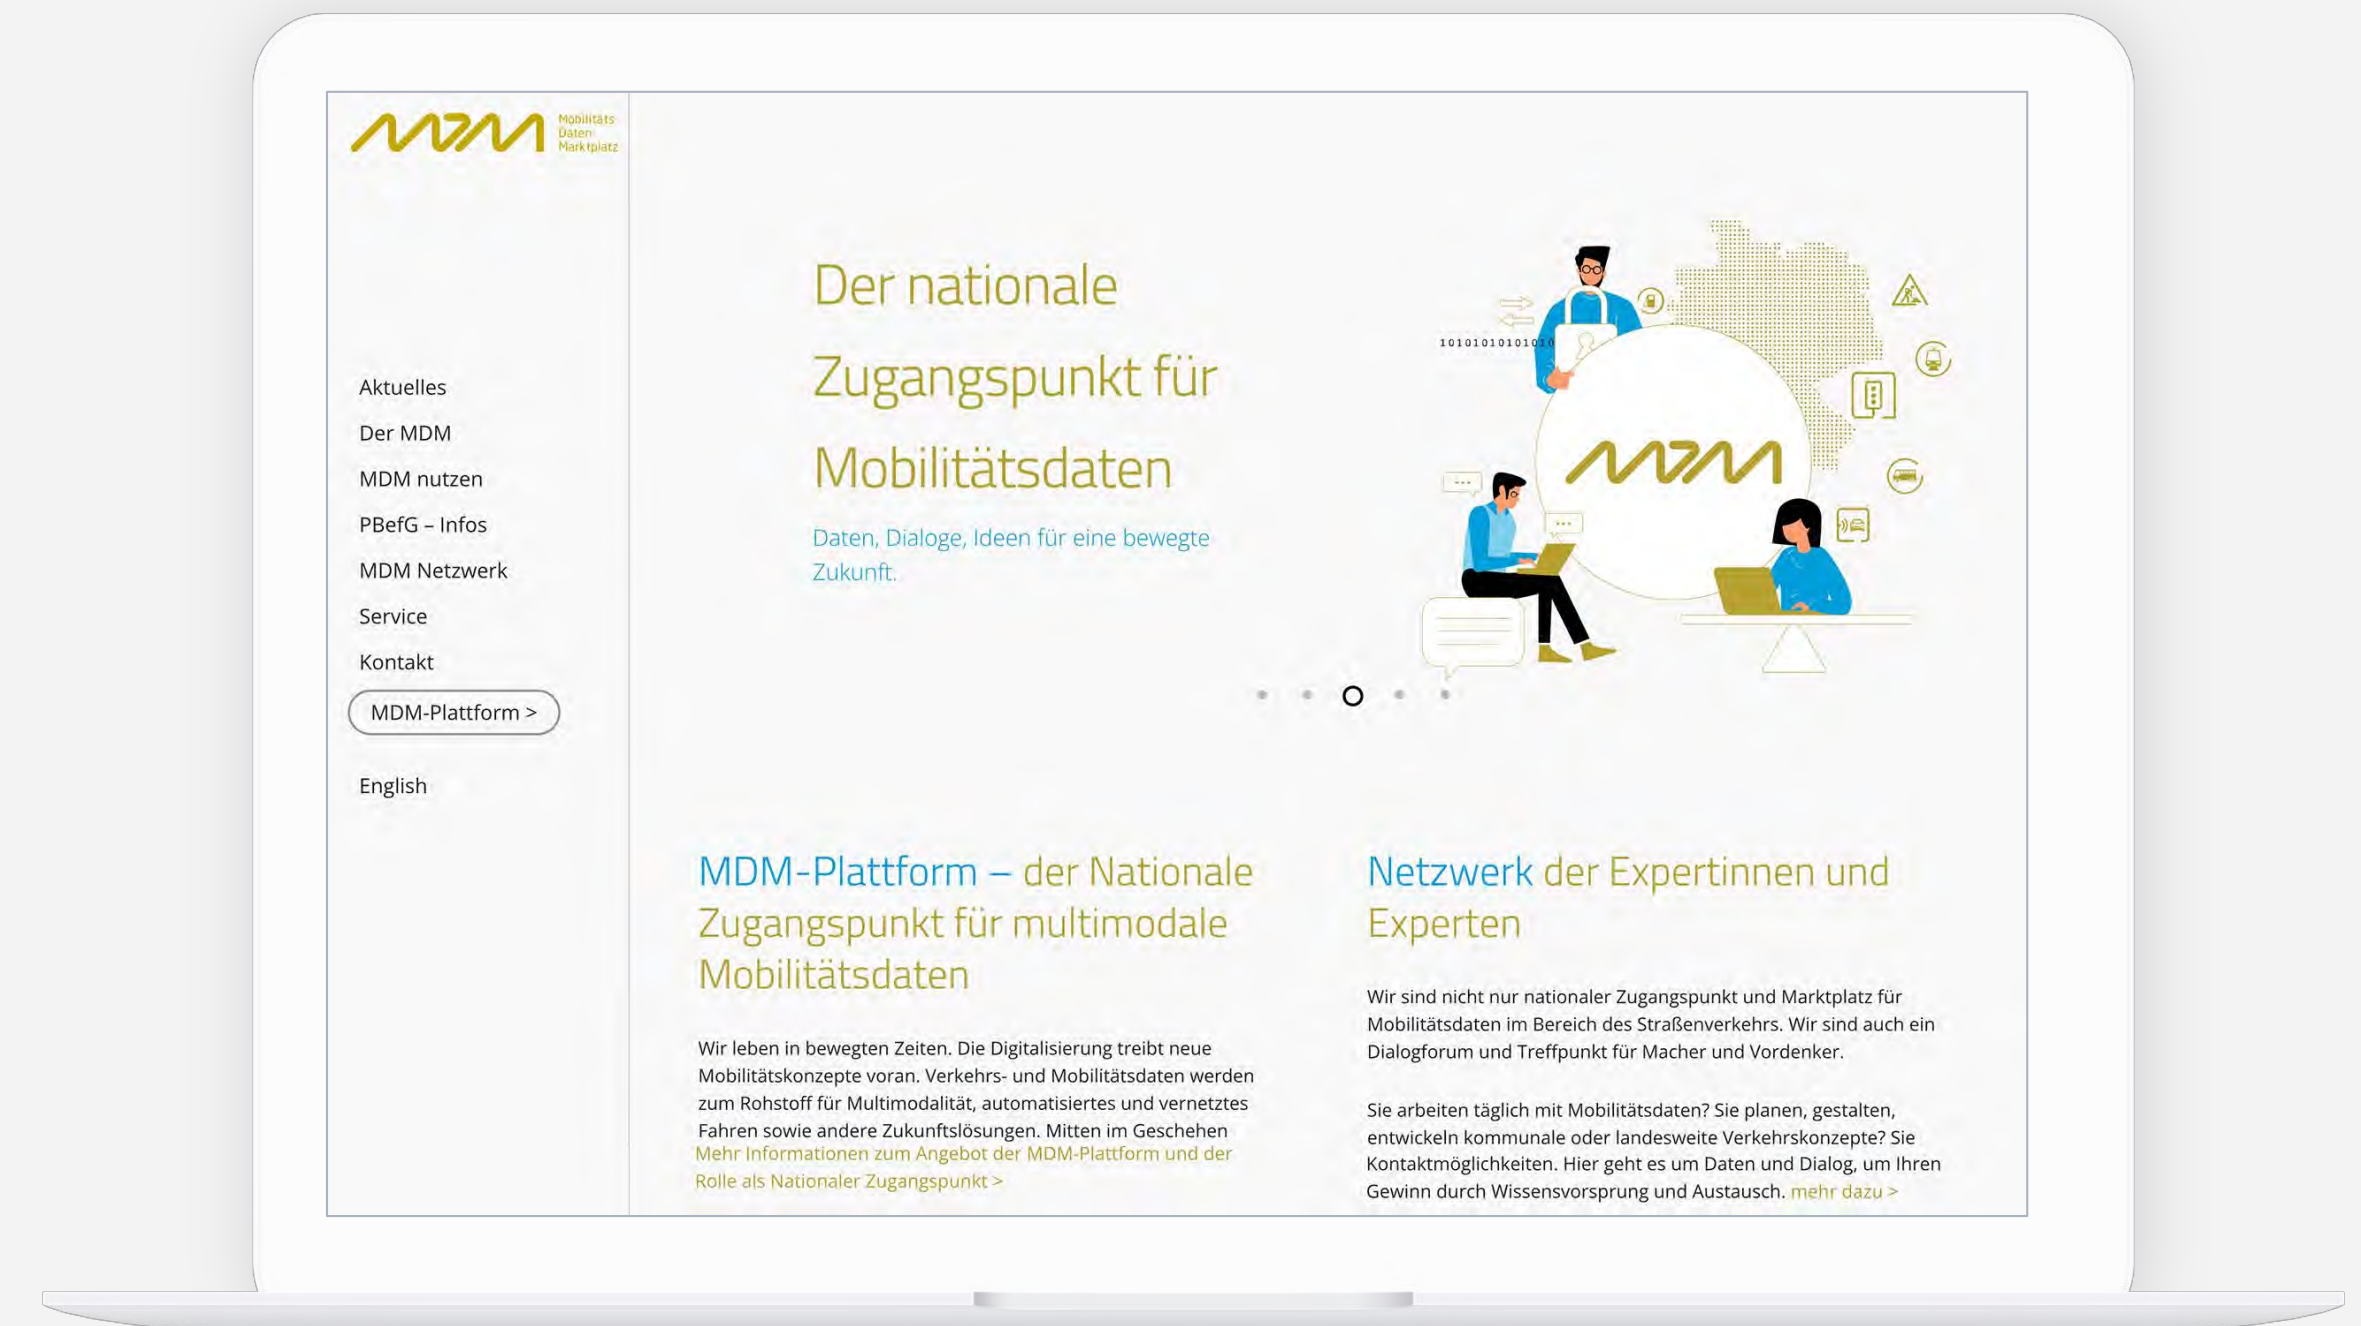 MDM
Mobilitäts
Daten
Marktplatz
Aktuelles
Der MDM
MDM nutzen
PBefG – Infos
MDM Netzwerk
Service
Kontakt
MDM-Plattform >
English
Der nationale
Zugangspunkt für
Mobilitätsdaten
Daten, Dialoge, Ideen für eine bewegte
Zukunft.
10101010101010
MDM
MDM-Plattform – der Nationale
Zugangspunkt für multimodale
Mobilitätsdaten
Wir leben in bewegten Zeiten. Die Digitalisierung treibt neue
Mobilitätskonzepte voran. Verkehrs- und Mobilitätsdaten werden
zum Rohstoff für Multimodalität, automatisiertes und vernetztes
Fahren sowie andere Zukunftslösungen. Mitten im Geschehen
Mehr Informationen zum Angebot der MDM-Plattform und der
Rolle als Nationaler Zugangspunkt >
Netzwerk der Expertinnen und
Experten
Wir sind nicht nur nationaler Zugangspunkt und Marktplatz für
Mobilitätsdaten im Bereich des Straßenverkehrs. Wir sind auch ein
Dialogforum und Treffpunkt für Macher und Vordenker.
Sie arbeiten täglich mit Mobilitätsdaten? Sie planen, gestalten,
entwickeln kommunale oder landesweite Verkehrskonzepte? Sie
Kontaktmöglichkeiten. Hier geht es um Daten und Dialog, um Ihren
Gewinn durch Wissensvorsprung und Austausch. mehr dazu >